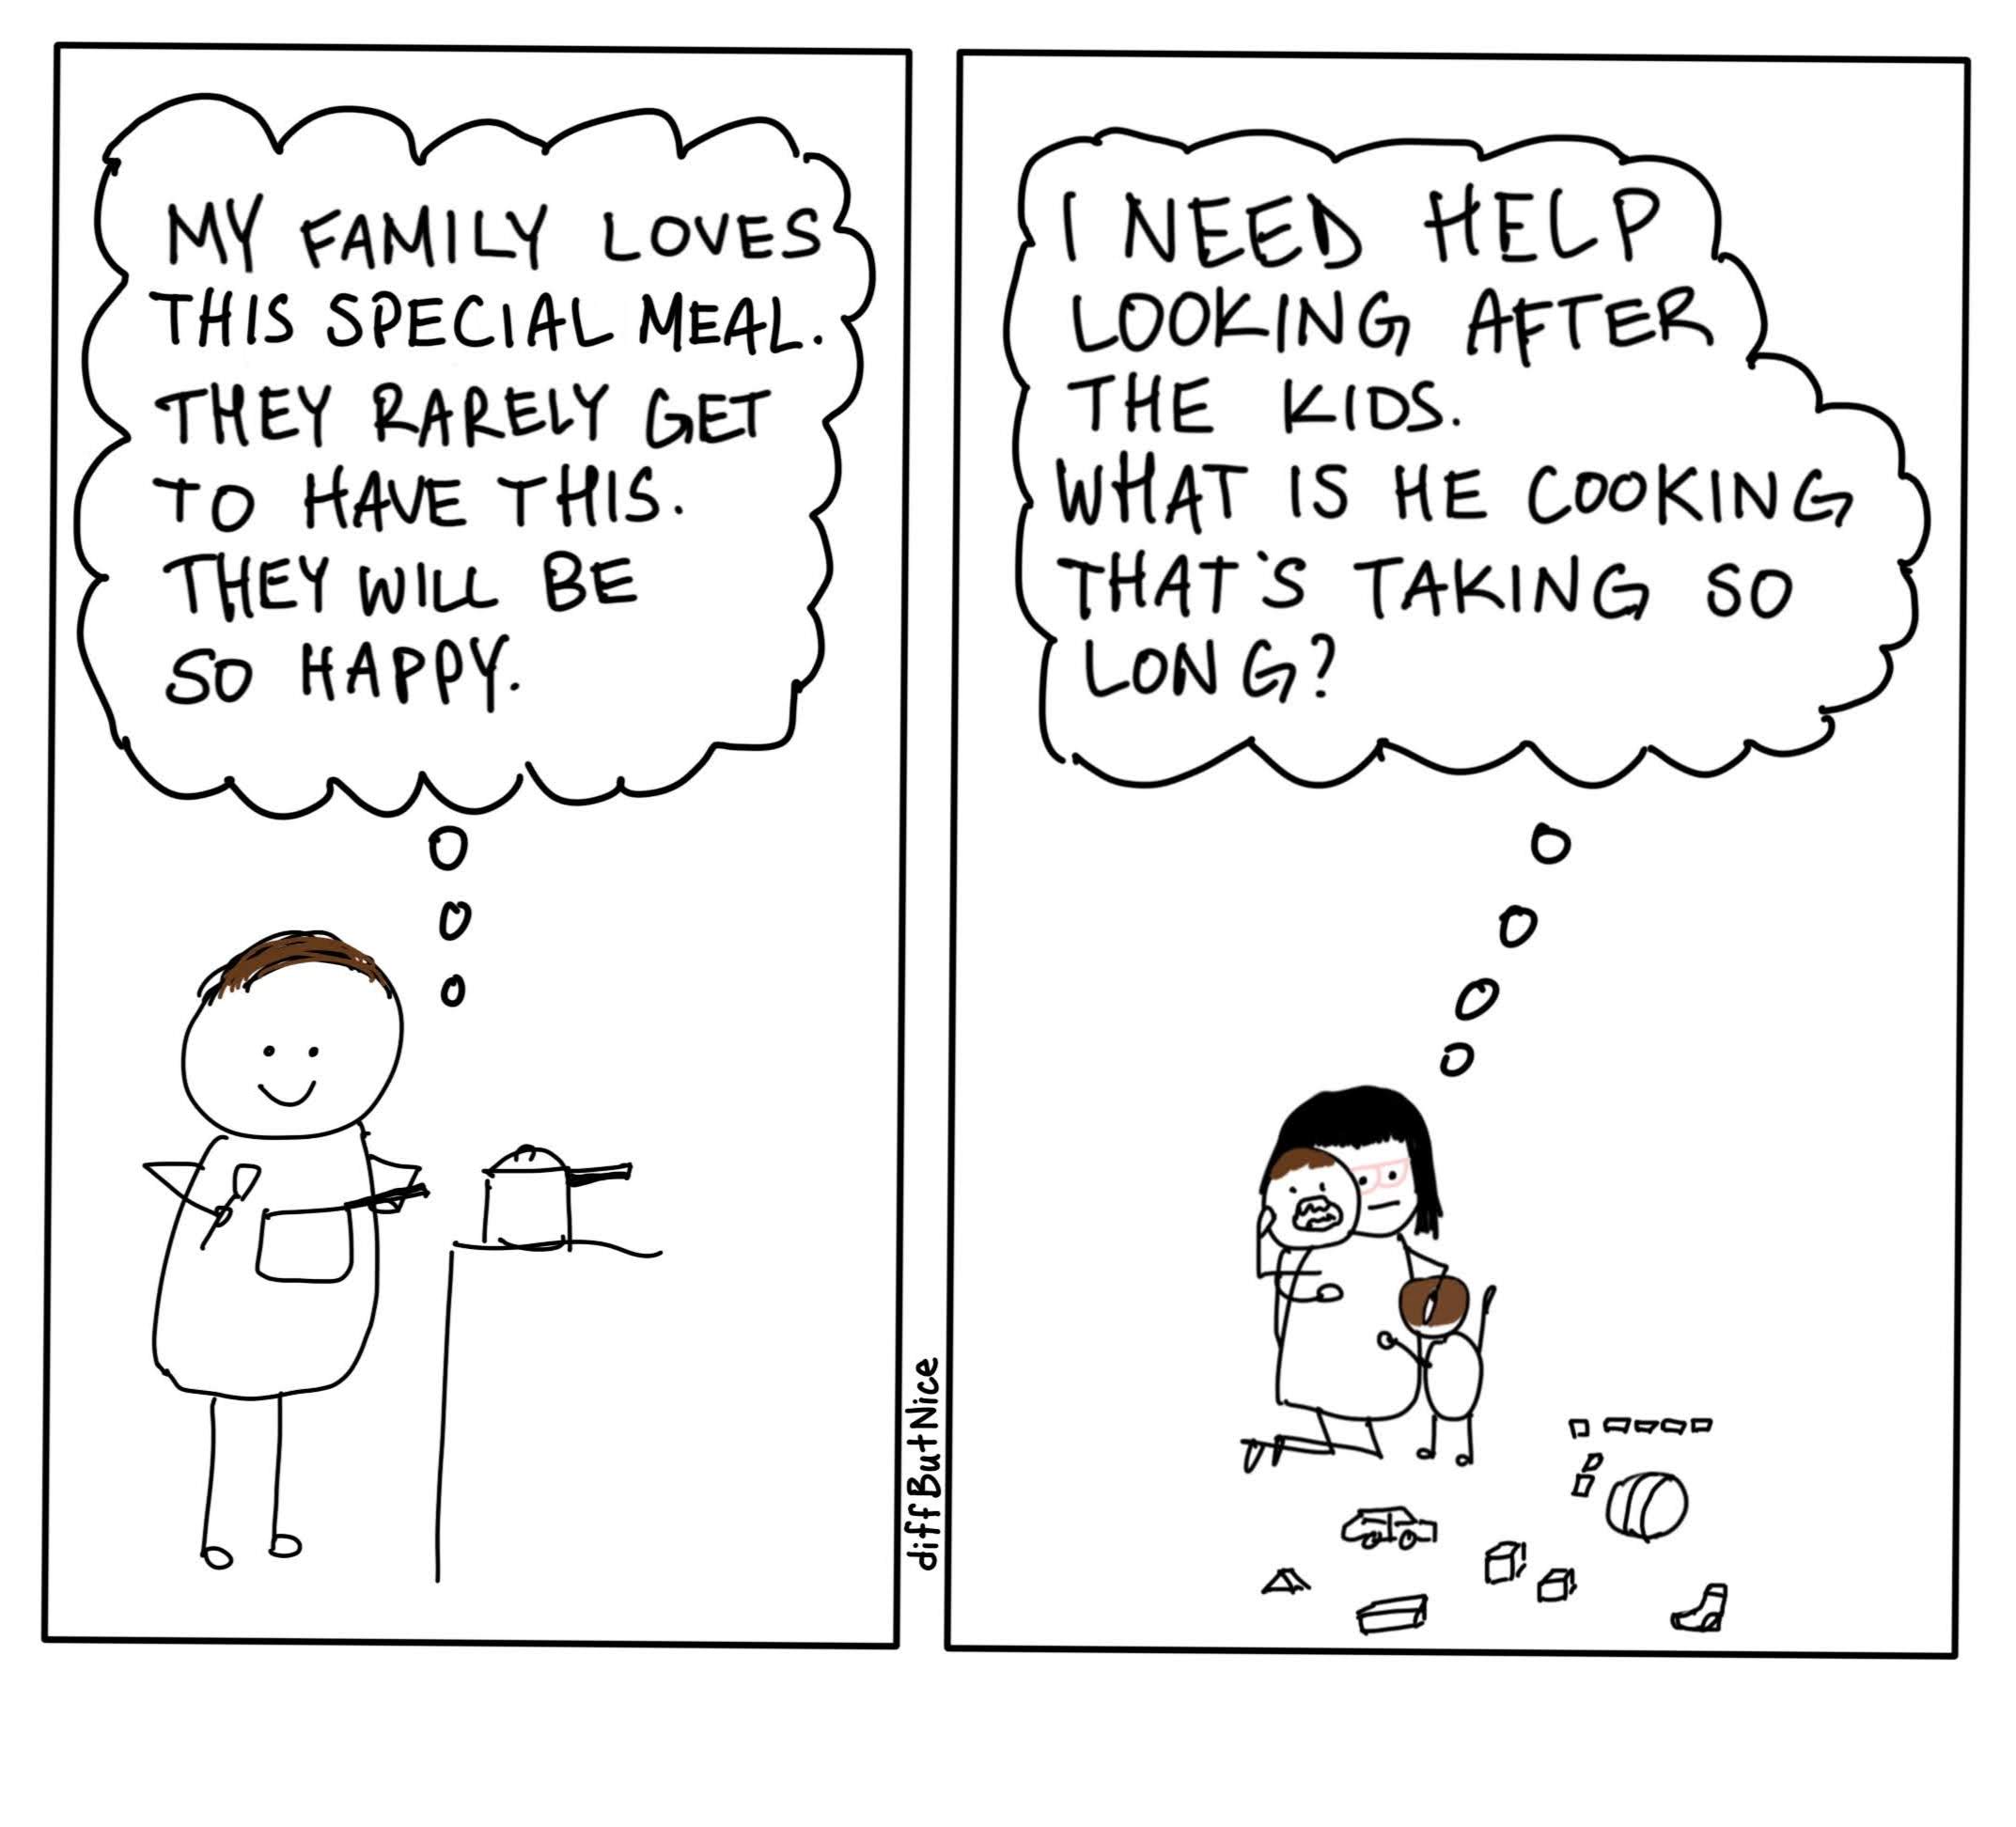 MY FAMILY LOVES
THIS SPECIAL MEAL.
THEY RARELY GET
TO HAVE THIS.
THEY WILL BE
SO HAPPY.
I NEED HELP
LOOKING AFTER
THE KIDS.
WHAT IS HE COOKING
THAT'S TAKING SO
LONG?
diffButNice